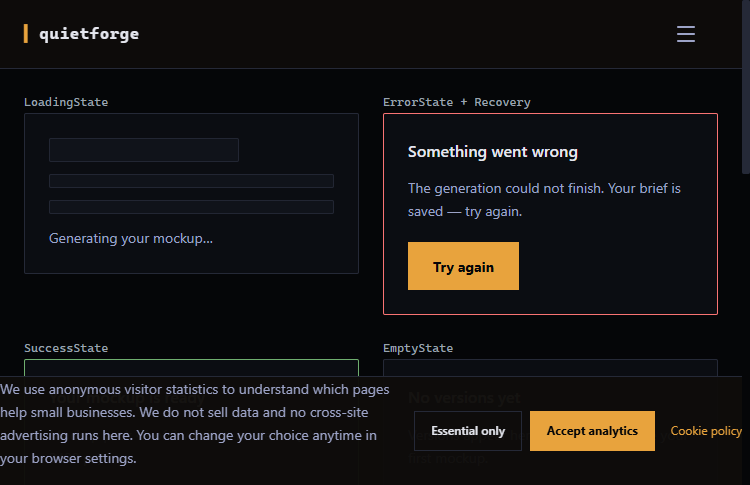 quietforge
LoadingState
Generating your mockup...
ErrorState + Recovery
Something went wrong
The generation could not finish. Your brief is
saved — try again.
Try again
SuccessState
EmptyState
No versions yet
We use anonymous visitor statistics to understand which pages
help small businesses. We do not sell data and no cross-site
advertising runs here. You can change your choice anytime in
your browser settings.
Essential only
Accept analytics
Cookie policy